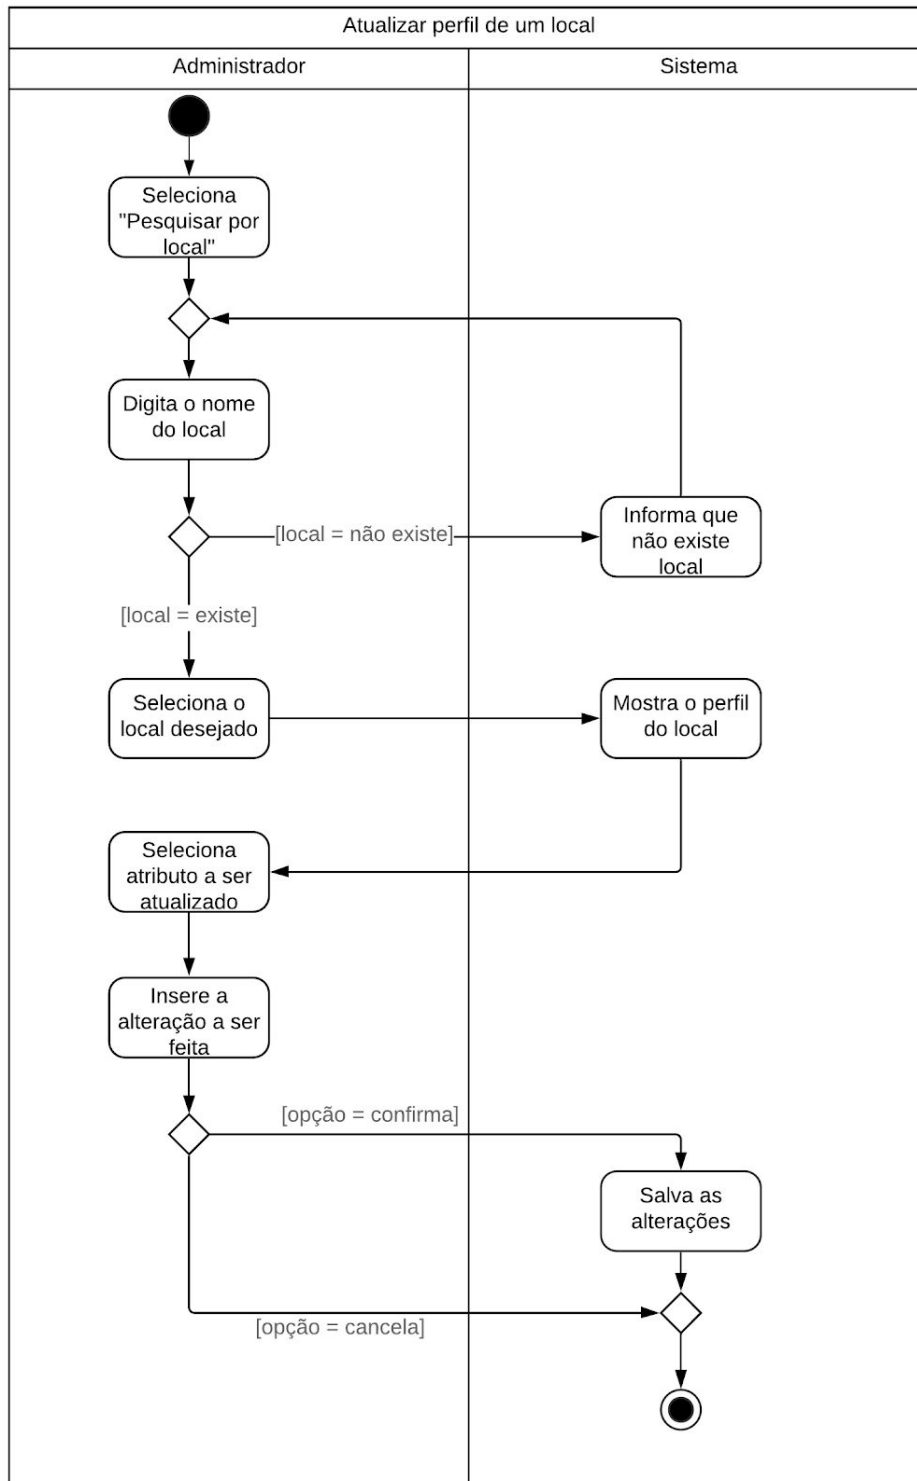 Atualizar perfil de um local
Administrador
Sistema
Seleciona
"Pesquisar por
local"
Digita o nome
do local
[local = não existe]
Informa que
não existe
local
[local = existe]
Seleciona o
local desejado
Mostra o perfil
do local
Seleciona
atributo a ser
atualizado
Insere a
alteração a ser
feita
[opção = confirma]
Salva as
alterações
[opção = cancela]